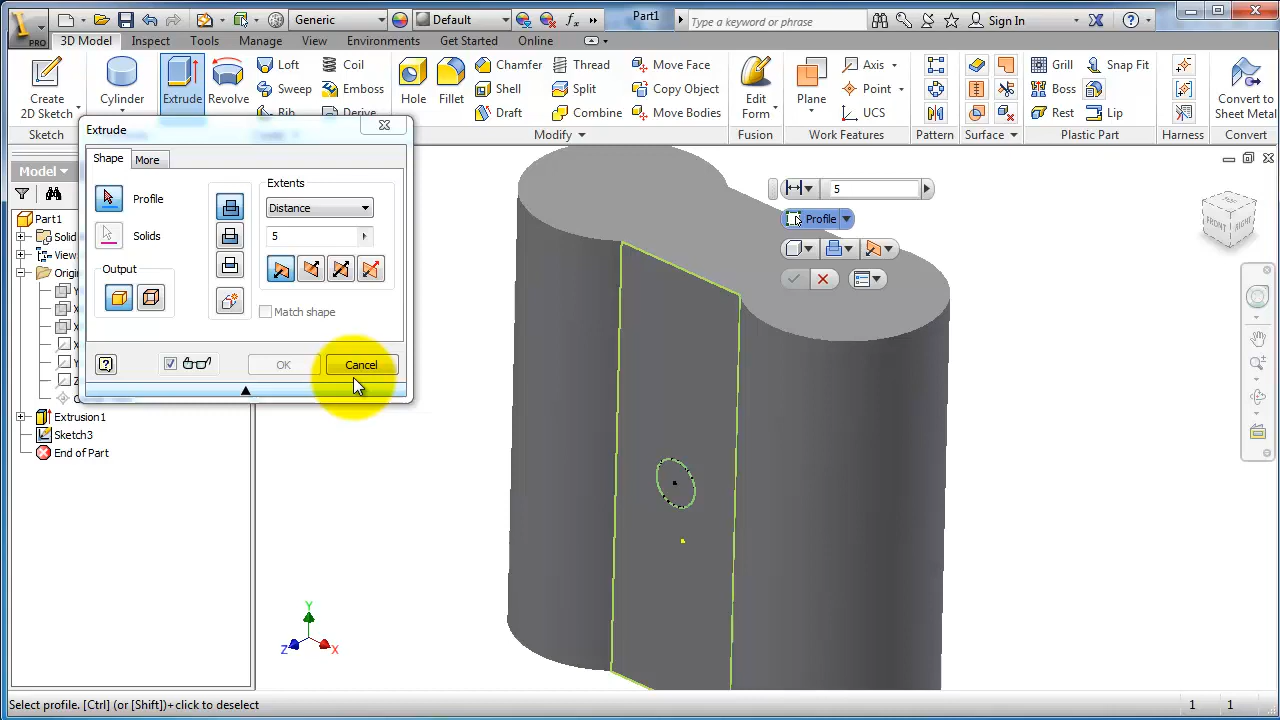 Generic
Default
fx
Part1
Type a keyword or phrase
Sign In
PRO
3D Model Inspect Tools Manage View Environments Get Started Online
Create
2D Sketch
Cylinder
Extrude
Revolve
Loft
Sweep
Rib
Coil
Emboss
Derive
Hole
Fillet
Chamfer
Shell
Draft
Thread
Split
Combine
Move Face
Copy Object
Move Bodies
Edit
Form
Plane
Axis
Point
UCS
Grill
Boss
Rest
Snap Fit
Lip
Convert to
Sheet Metal
Sketch
Modify
Fusion
Work Features
Pattern
Surface
Plastic Part
Harness
Convert
Model
Part1
Solid
View
Origin
Extrusion1
Sketch3
End of Part
Extrude
Shape More
Profile
Solids
Output
Extents
Distance
5
Match shape
?
OK
Cancel
5
Profile
FRONT
RIGHT
Y
Z
X
Select profile. [Ctrl] (or [Shift])+click to deselect
1 1